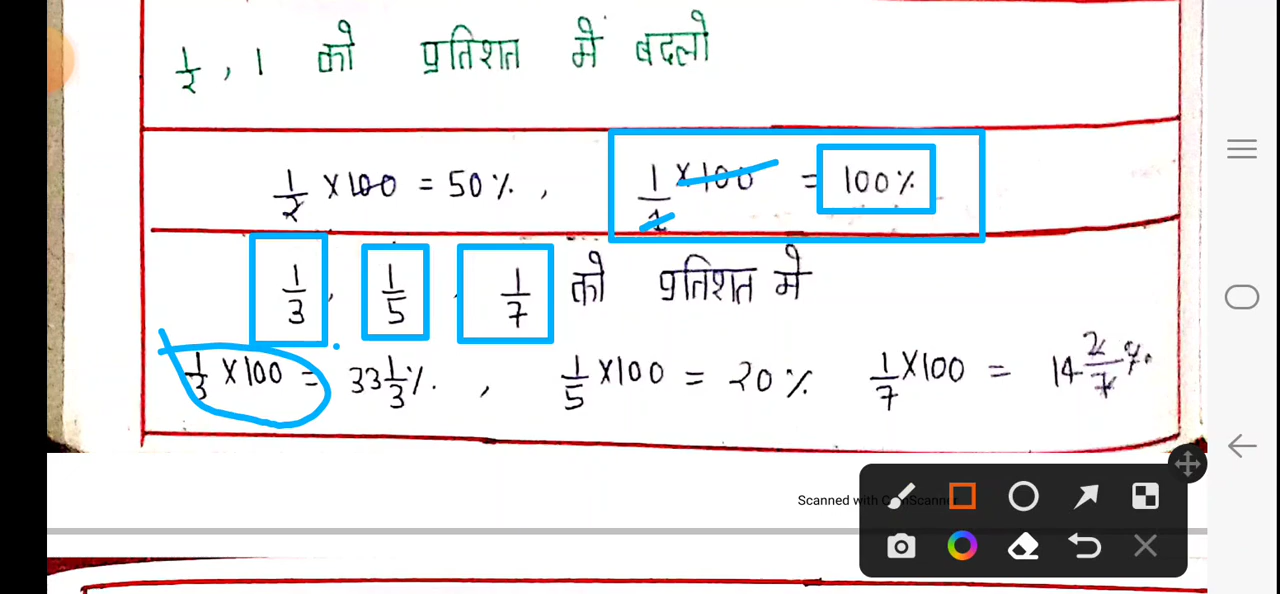 1/2 , 1 को प्रतिशत में बदलो
1/2 ×100 = 50%, 1/1 ×100 = 100%
1/3, 1/5, 1/7 को प्रतिशत में
1/3 ×100 = 33 1/3%, 1/5 ×100 = 20% 1/7 ×100 = 14 2/7%
Scanned with CamScanner